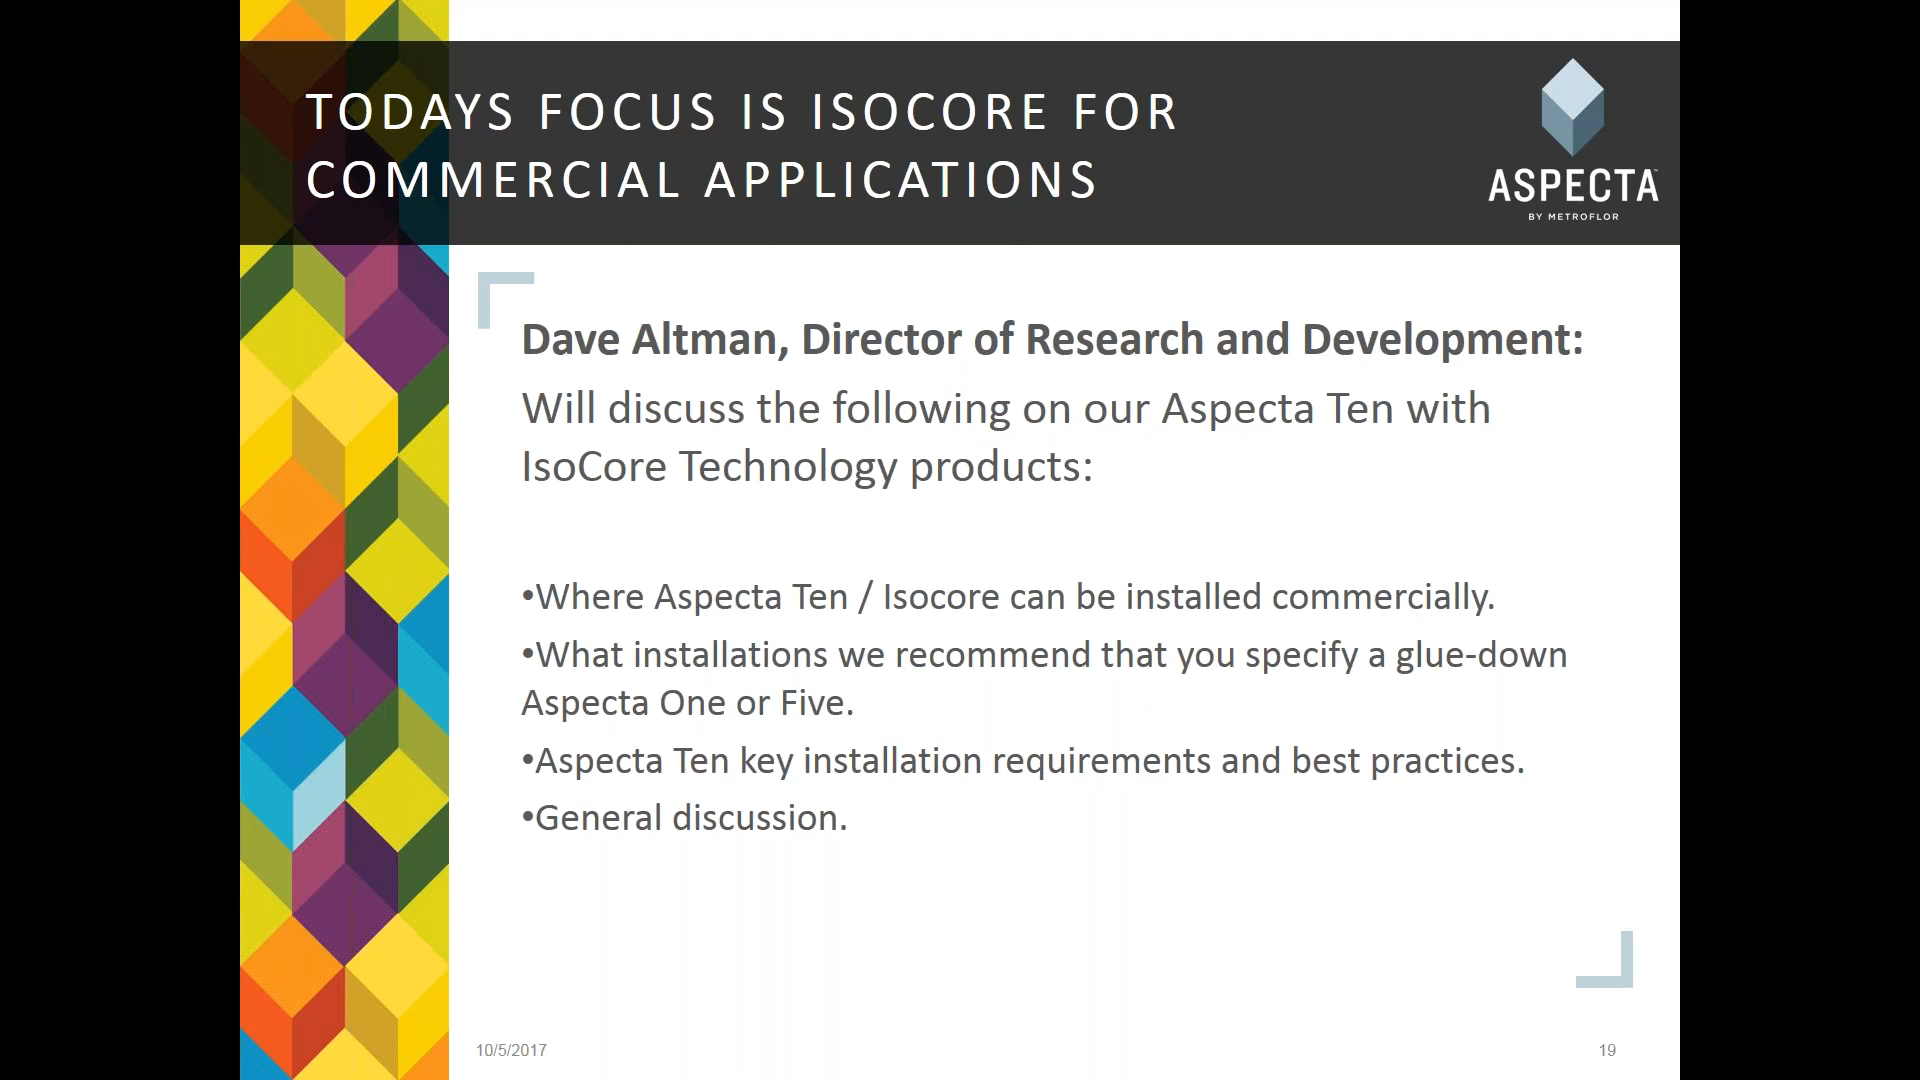 TODAYS FOCUS IS ISOCORE FOR
COMMERCIAL APPLICATIONS
ASPECTA™
BY METROFLOR
Dave Altman, Director of Research and Development:
Will discuss the following on our Aspecta Ten with
IsoCore Technology products:
•Where Aspecta Ten / Isocore can be installed commercially.
•What installations we recommend that you specify a glue-down
Aspecta One or Five.
•Aspecta Ten key installation requirements and best practices.
•General discussion.
10/5/2017
19